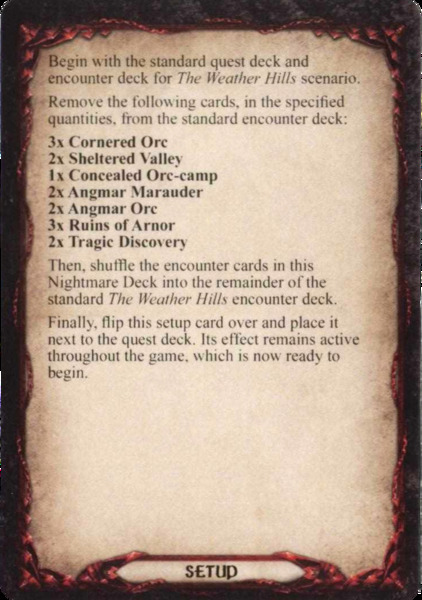 Begin with the standard quest deck and
encounter deck for The Weather Hills scenario.
Remove the following cards, in the specified
quantities, from the standard encounter deck:
3x Cornered Orc
2x Sheltered Valley
1x Concealed Orc-camp
2x Angmar Marauder
2x Angmar Orc
3x Ruins of Arnor
2x Tragic Discovery
Then, shuffle the encounter cards in this
Nightmare Deck into the remainder of the
standard The Weather Hills encounter deck.
Finally, flip this setup card over and place it
next to the quest deck. Its effect remains active
throughout the game, which is now ready to
begin.
SETUP